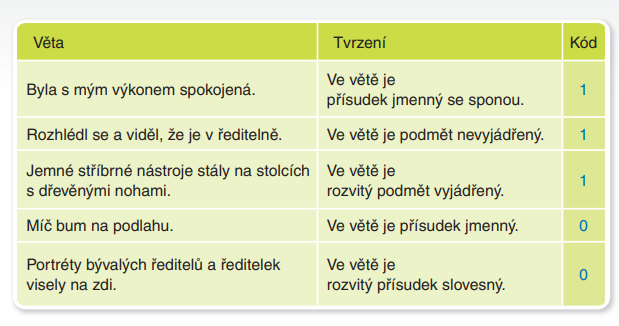 Věta Tvrzení Kód
Byla s mým výkonem spokojená.
Ve větě je
přísudek jmenný se sponou.
1
Rozhlédl se a viděl, že je v ředitelně.
Ve větě je podmět nevyjádřený.
1
Jemné stříbrné nástroje stály na stolcích
s dřevěnými nohami.
Ve větě je
rozvitý podmět vyjádřený.
1
Míč bum na podlahu.
Ve větě je přísudek jmenný.
0
Portréty bývalých ředitelů a ředitelek
visely na zdi.
Ve větě je
rozvitý přísudek slovesný.
0